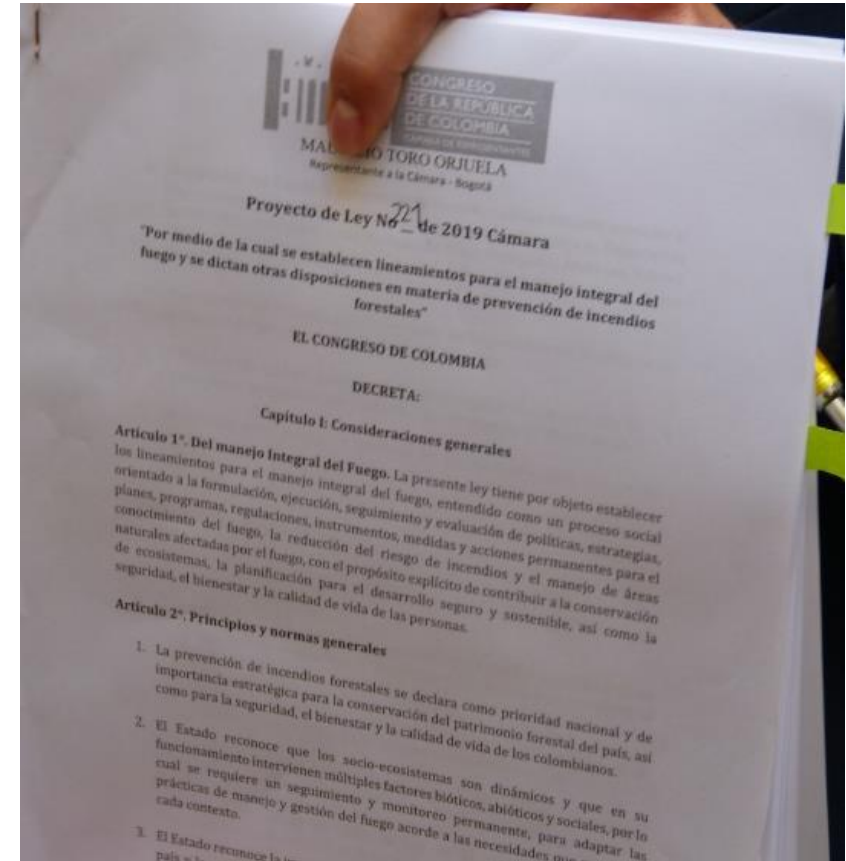 CONGRESO
DE LA REPÚBLICA
DE COLOMBIA
CÁMARA DE REPRESENTANTES
TORO ORJUELA
Representante a la Cámara - Bogotá
Proyecto de Ley No 221 de 2019 Cámara
"Por medio de la cual se establecen lineamientos para el manejo integral del
fuego y se dictan otras disposiciones en materia de prevención de incendios
forestales"
EL CONGRESO DE COLOMBIA
DECRETA:
Capítulo I: Consideraciones generales
Artículo 1°. Del manejo Integral del Fuego. La presente ley tiene por objeto establecer
los lineamientos para el manejo integral del fuego, entendido como un proceso social
orientado a la formulación, ejecución, seguimiento y evaluación de políticas, estrategias,
planes, programas, regulaciones, instrumentos, medidas y acciones permanentes para el
conocimiento del fuego, la reducción del riesgo de incendios y el manejo de áreas
naturales afectadas por el fuego, con el propósito explícito de contribuir a la conservación
de ecosistemas, la planificación para el desarrollo seguro y sostenible, así como la
seguridad, el bienestar y la calidad de vida de las personas.
Artículo 2°. Principios y normas generales
1. La prevención de incendios forestales se declara como prioridad nacional y de
importancia estratégica para la conservación del patrimonio forestal del país, así
como para la seguridad, el bienestar y la calidad de vida de los colombianos.
2. El Estado reconoce que los socio-ecosistemas son dinámicos y que en su
funcionamiento intervienen múltiples factores bióticos, abióticos y sociales, por lo
cual se requiere un seguimiento y monitoreo permanente, para adaptar las
prácticas de manejo y gestión del fuego acorde a las necesidades
cada contexto.
3. El Estado reconoce la